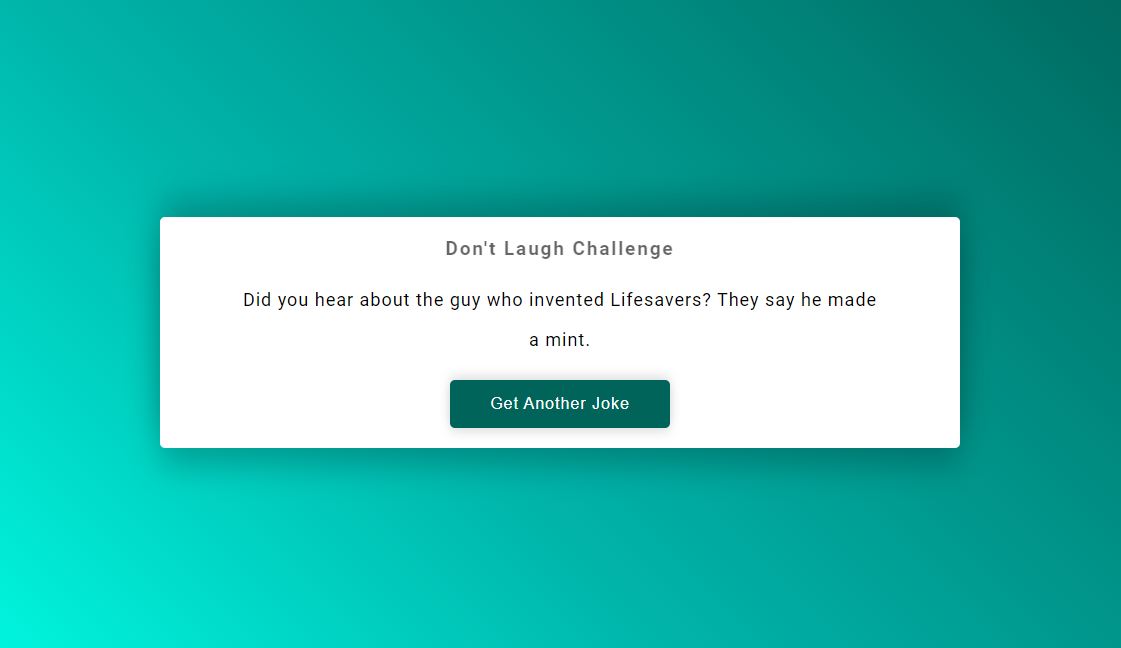 Don't Laugh Challenge
Did you hear about the guy who invented Lifesavers? They say he made
a mint.
Get Another Joke